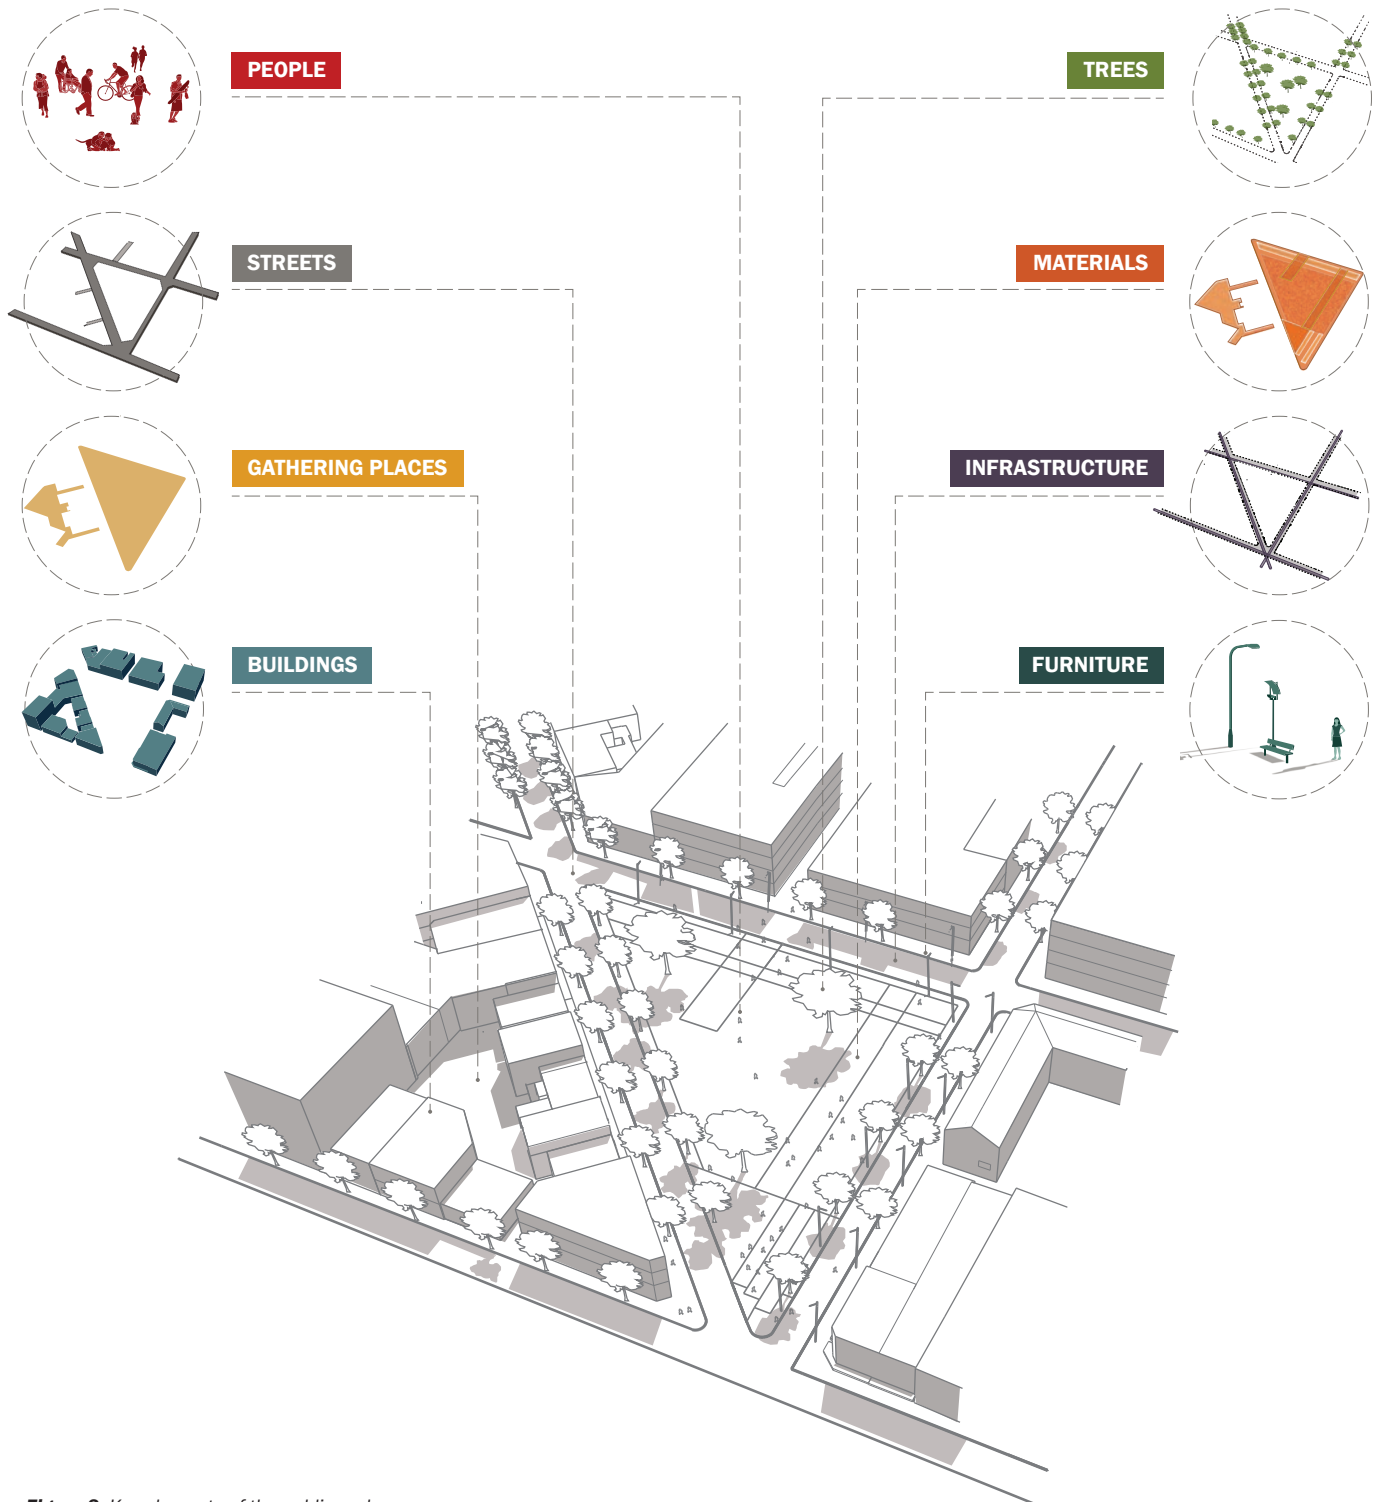 PEOPLE
TREES
STREETS
MATERIALS
GATHERING PLACES
INFRASTRUCTURE
BUILDINGS
FURNITURE